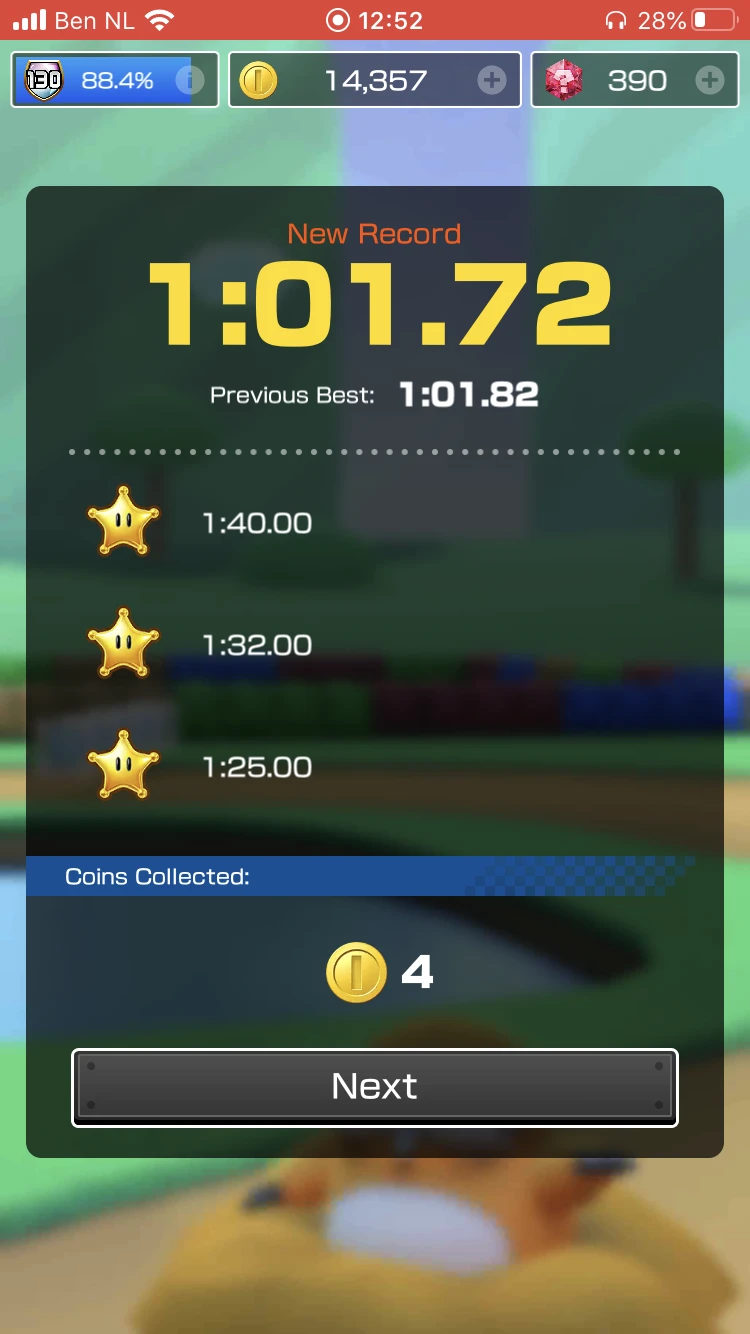 Ben NL 12:52 28%
130 88.4% i 14,357 + 390 +
New Record
1:01.72
Previous Best: 1:01.82
1:40.00
1:32.00
1:25.00
Coins Collected:
4
Next